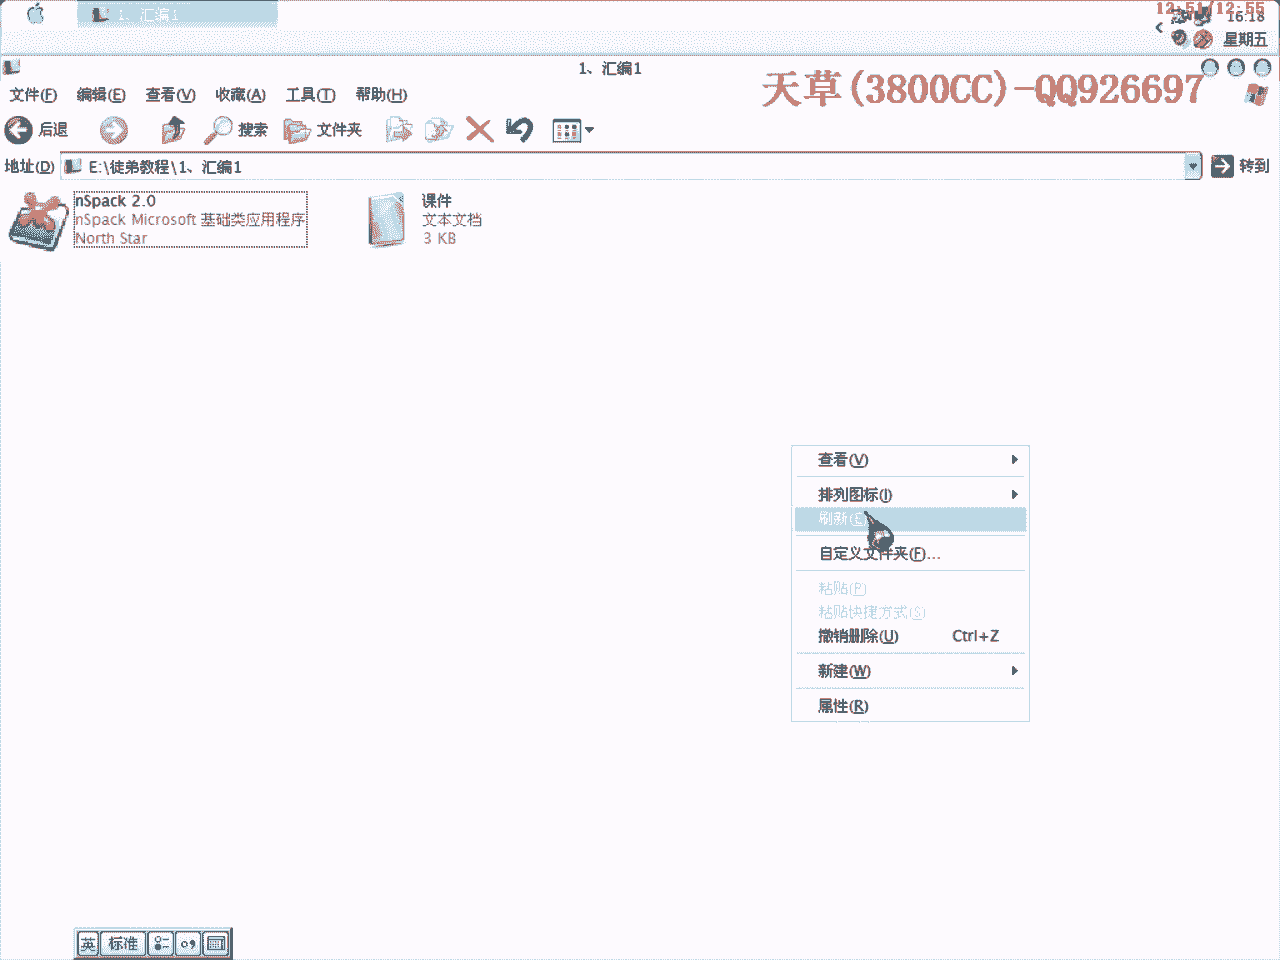 1、汇编1
12:51/12:55
16:18
星期五
1、汇编1
天草(3800CC)-QQ926697
文件(F) 编辑(E) 查看(V) 收藏(A) 工具(T) 帮助(H)
后退 搜索 文件夹
地址(D) E:\徒弟教程\1、汇编1 转到
nSpack 2.0
nSpack Microsoft 基础类应用程序
North Star
课件
文本文档
3 KB
查看(V)
排列图标(I)
刷新(E)
自定义文件夹(F)...
粘贴(P)
粘贴快捷方式(S)
撤销删除(U) Ctrl+Z
新建(W)
属性(R)
英 标准